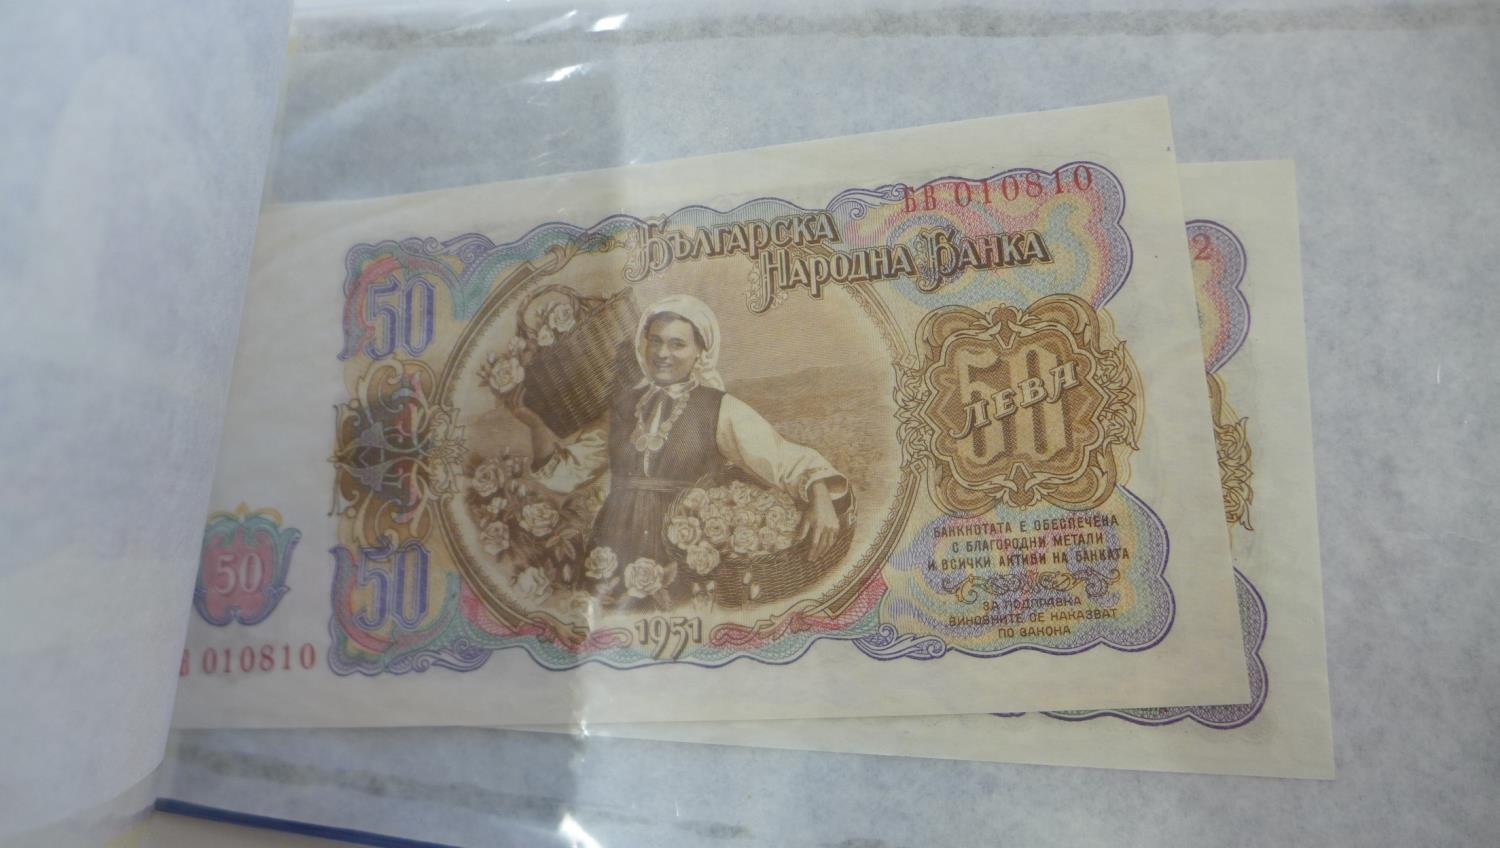 БВ 010810
Българска
Народна Банка
2
50
50
ЛЕВА
50
БАНКНОТАТА Е ОБЕСПЕЧЕНА
С БЛАГОРОДНИ МЕТАЛИ
И ВСИЧКИ АКТИВИ НА БАНКАТА
50
ЗА ПОДПРАВКА
ВИНОВНИТЕ СЕ НАКАЗВАТ
ПО ЗАКОНА
1951
В 010810